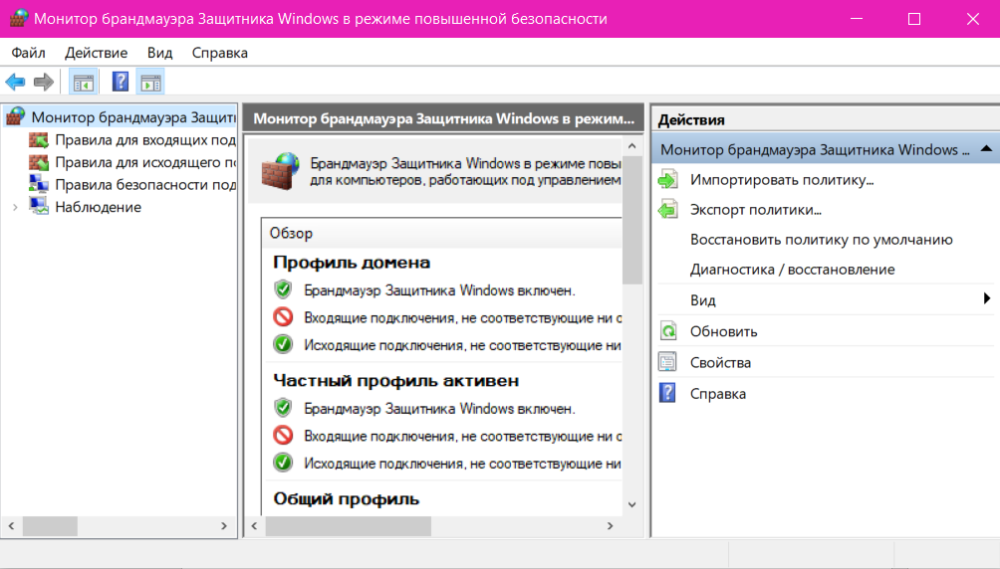 Монитор брандмауэра Защитника Windows в режиме повышенной безопасности
Файл Действие Вид Справка
Монитор брандмауэра Защит
Правила для входящих под
Правила для исходящего п
Правила безопасности под
Наблюдение
Монитор брандмауэра Защитника Windows в режим...
Брандмауэр Защитника Windows в режиме повы
для компьютеров, работающих под управлением
Обзор
Профиль домена
Брандмауэр Защитника Windows включен.
Входящие подключения, не соответствующие ни о
Исходящие подключения, не соответствующие ни
Частный профиль активен
Брандмауэр Защитника Windows включен.
Входящие подключения, не соответствующие ни о
Исходящие подключения, не соответствующие ни
Общий профиль
Действия
Монитор брандмауэра Защитника Windows ...
Импортировать политику...
Экспорт политики...
Восстановить политику по умолчанию
Диагностика / восстановление
Вид
Обновить
Свойства
Справка